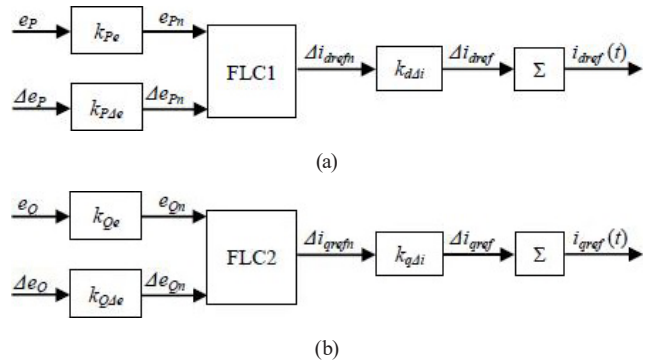 e_P k_Pe e_Pn FLC1 Δi_drefn k_dΔi Δi_dref Σ i_dref (t)
Δe_P k_PΔe Δe_Pn
(a)
e_Q k_Qe e_Qn FLC2 Δi_qrefn k_qΔi Δi_qref Σ i_qref (t)
Δe_Q k_QΔe Δe_Qn
(b)